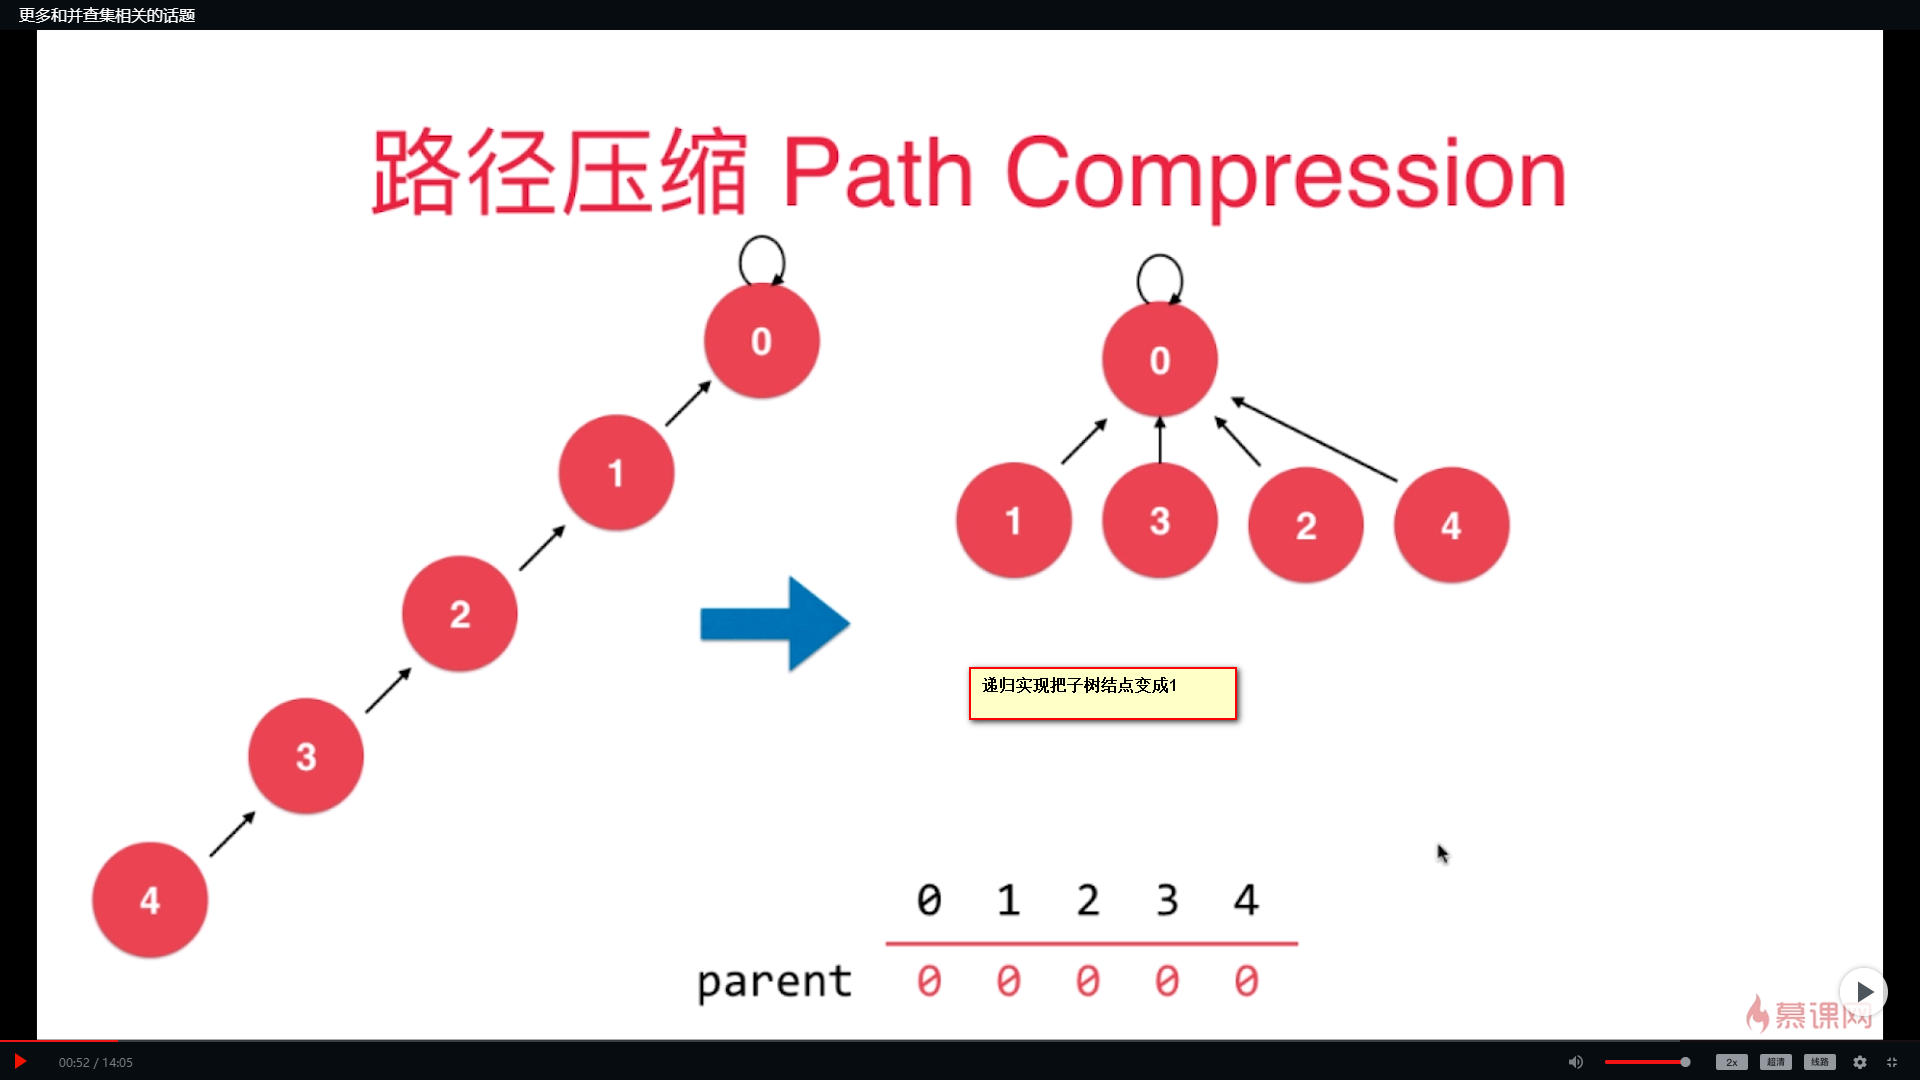 更多和并查集相关的话题
路径压缩 Path Compression
0
1
2
3
4
0
1 3 2 4
递归实现把子树结点变成1
0 1 2 3 4
parent 0 0 0 0 0
慕课网
00:52 / 14:05
2x 超清 线路